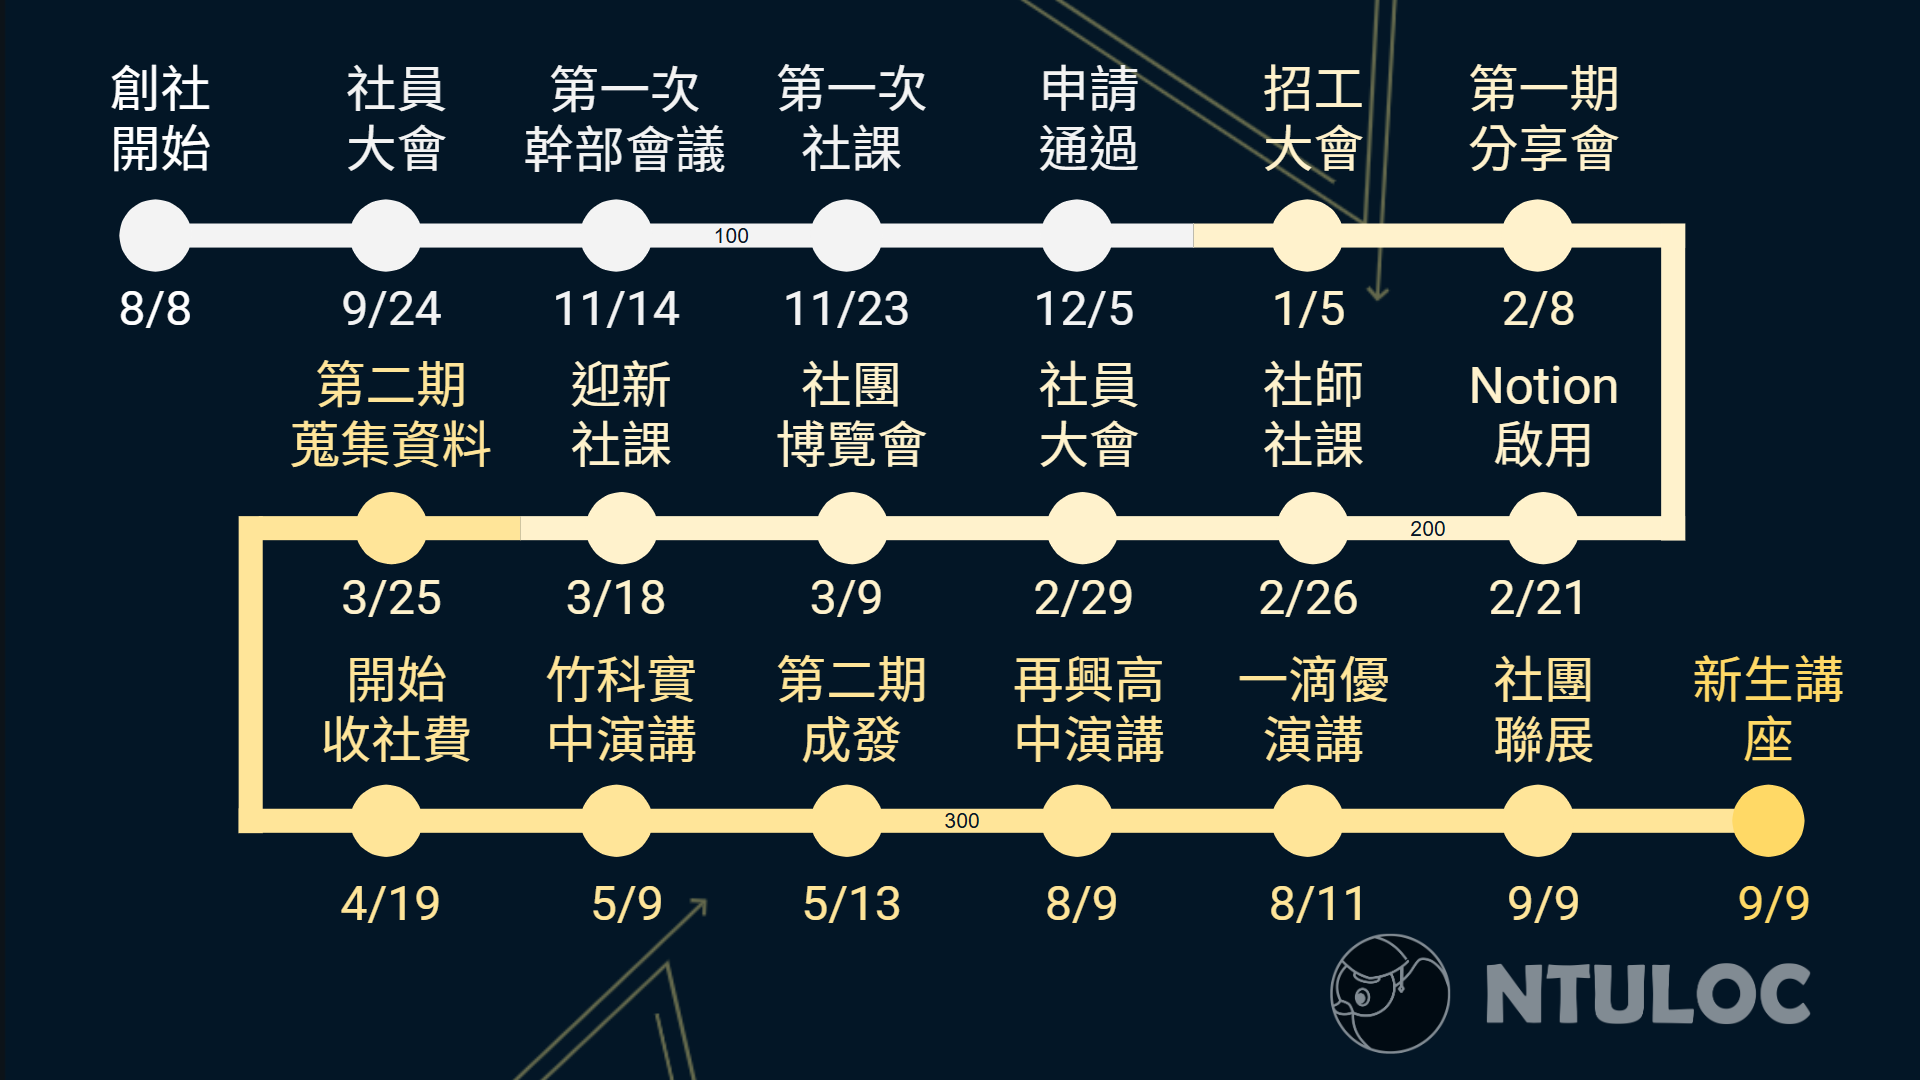 創社
開始
社員
大會
第一次
幹部會議
第一次
社課
申請
通過
招工
大會
第一期
分享會
100
8/8
9/24
11/14
11/23
12/5
1/5
2/8
第二期
蒐集資料
迎新
社課
社團
博覽會
社員
大會
社師
社課
Notion
啟用
200
3/25
3/18
3/9
2/29
2/26
2/21
開始
收社費
竹科實
中演講
第二期
成發
再興高
中演講
一滴優
演講
社團
聯展
新生講
座
300
4/19
5/9
5/13
8/9
8/11
9/9
9/9
NTULOC